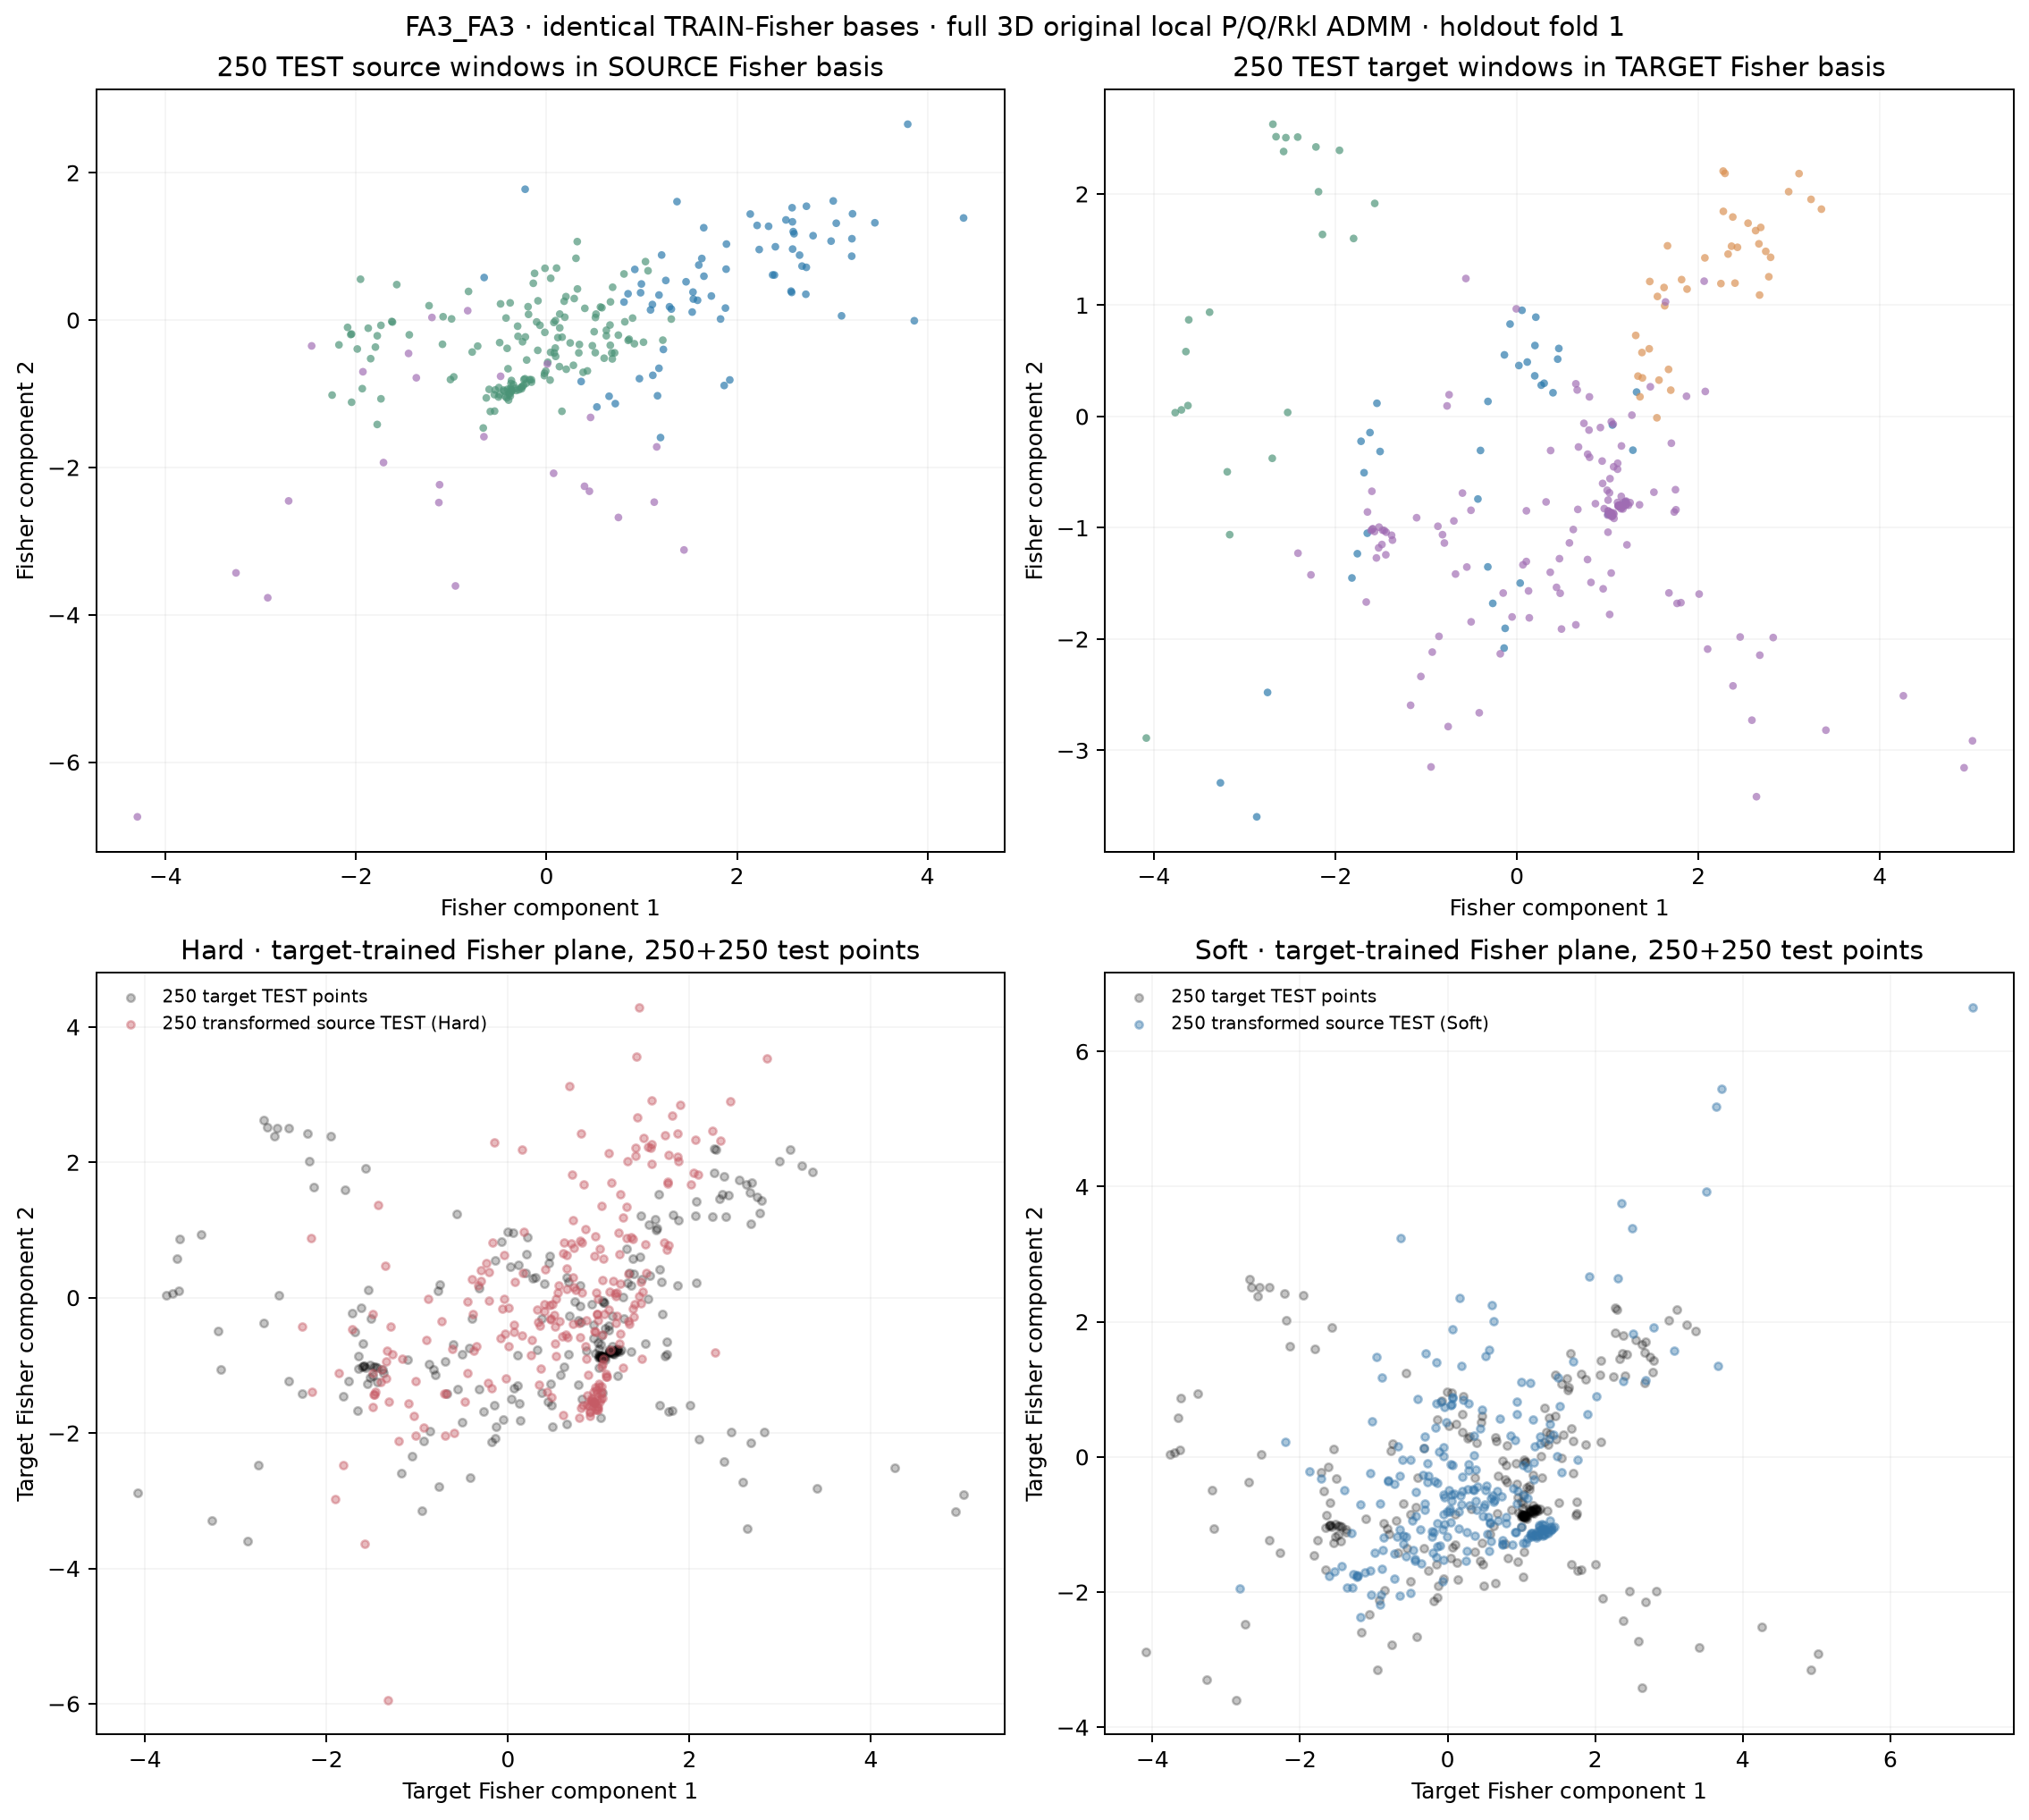 FA3_FA3 · identical TRAIN-Fisher bases · full 3D original local P/Q/Rkl ADMM · holdout fold 1
250 TEST source windows in SOURCE Fisher basis
2
0
−2
−4
−6
−4
−2
0
2
4
Fisher component 2
Fisher component 1
250 TEST target windows in TARGET Fisher basis
2
1
0
−1
−2
−3
−4
−2
0
2
4
Fisher component 2
Fisher component 1
Hard · target-trained Fisher plane, 250+250 test points
250 target TEST points
250 transformed source TEST (Hard)
4
2
0
−2
−4
−6
−4
−2
0
2
4
Target Fisher component 2
Target Fisher component 1
Soft · target-trained Fisher plane, 250+250 test points
250 target TEST points
250 transformed source TEST (Soft)
6
4
2
0
−2
−4
−4
−2
0
2
4
6
Target Fisher component 2
Target Fisher component 1